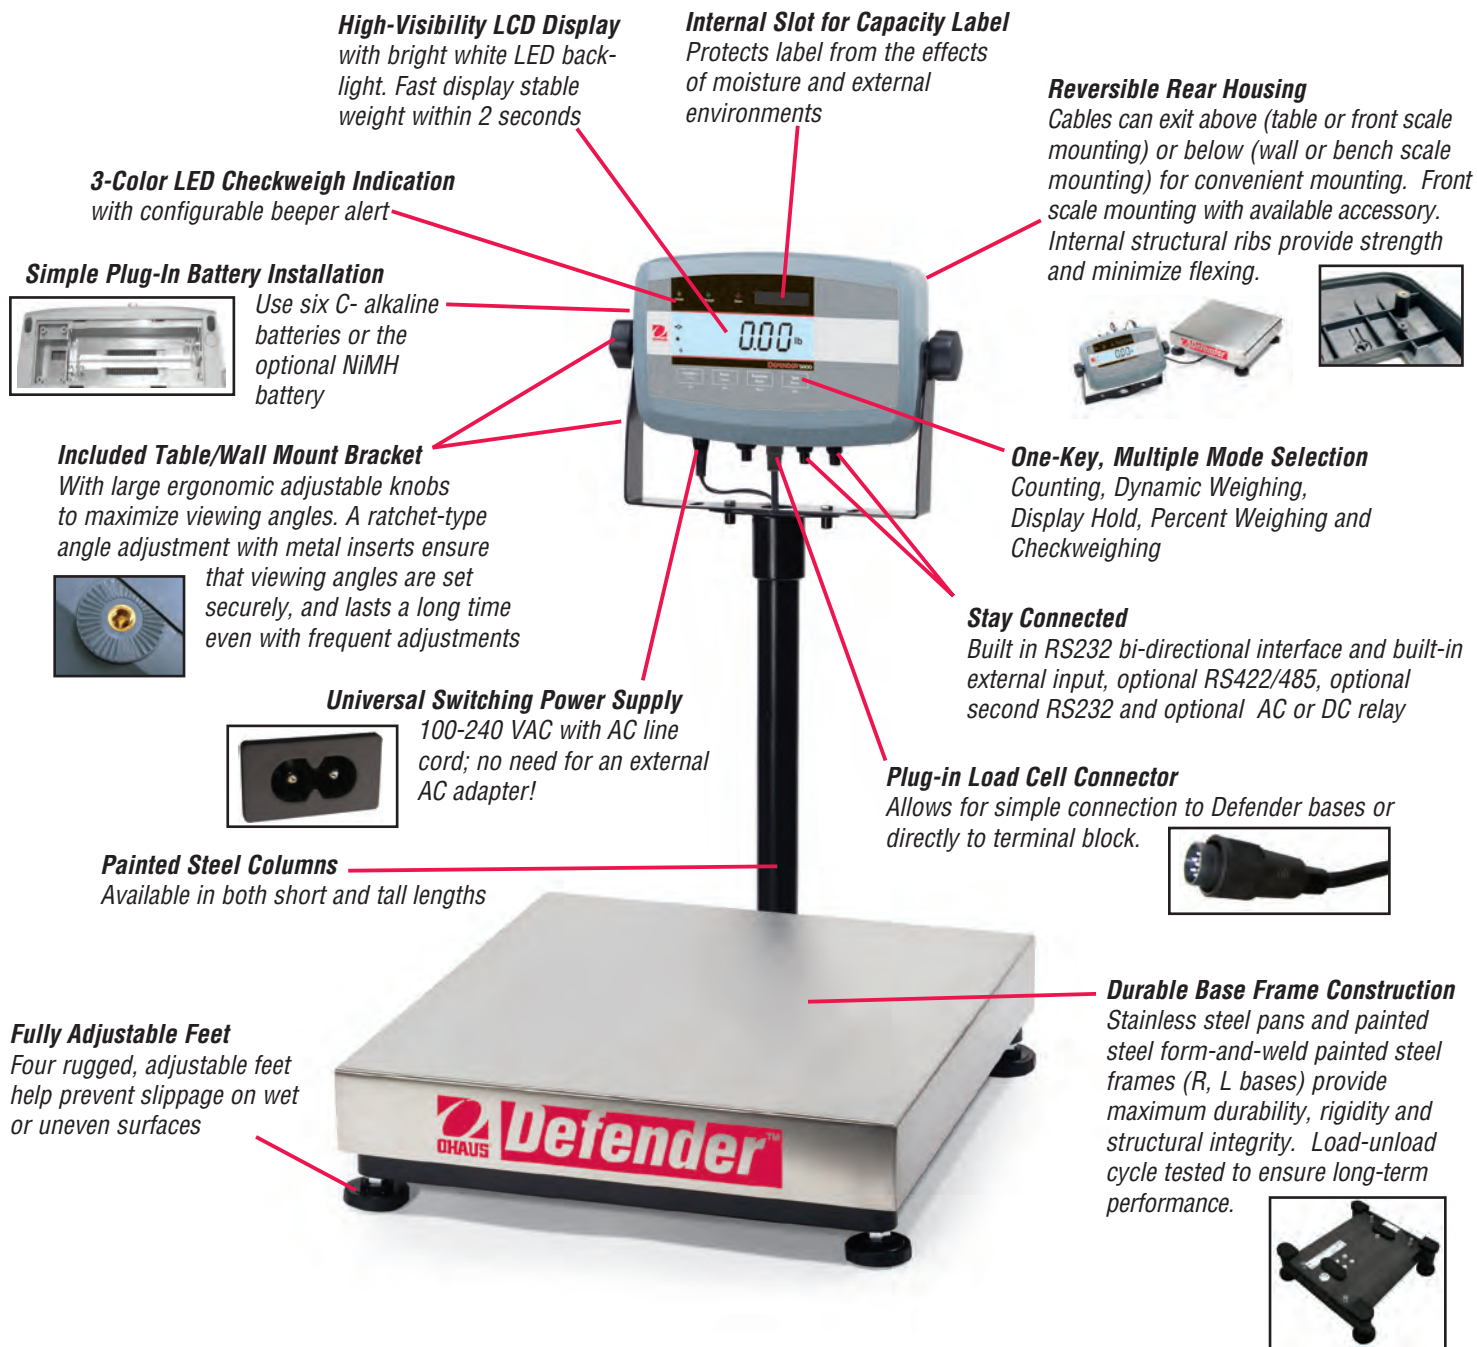 High-Visibility LCD Display
with bright white LED back-
light. Fast display stable
weight within 2 seconds
Internal Slot for Capacity Label
Protects label from the effects
of moisture and external
environments
Reversible Rear Housing
Cables can exit above (table or front scale
mounting) or below (wall or bench scale
mounting) for convenient mounting.  Front
scale mounting with available accessory.
Internal structural ribs provide strength
and minimize flexing.
3-Color LED Checkweigh Indication
with configurable beeper alert
Simple Plug-In Battery Installation
Use six C- alkaline
batteries or the
optional NiMH
battery
0.00 lb
Defender 5000
Defender
Included Table/Wall Mount Bracket
With large ergonomic adjustable knobs
to maximize viewing angles. A ratchet-type
angle adjustment with metal inserts ensure
that viewing angles are set
securely, and lasts a long time
even with frequent adjustments
One-Key, Multiple Mode Selection
Counting, Dynamic Weighing,
Display Hold, Percent Weighing and
Checkweighing
Stay Connected
Built in RS232 bi-directional interface and built-in
external input, optional RS422/485, optional
second RS232 and optional  AC or DC relay
Universal Switching Power Supply
100-240 VAC with AC line
cord; no need for an external
AC adapter!
Plug-in Load Cell Connector
Allows for simple connection to Defender bases or
directly to terminal block.
Painted Steel Columns
Available in both short and tall lengths
Durable Base Frame Construction
Stainless steel pans and painted
steel form-and-weld painted steel
frames (R, L bases) provide
maximum durability, rigidity and
structural integrity.  Load-unload
cycle tested to ensure long-term
performance.
Fully Adjustable Feet
Four rugged, adjustable feet
help prevent slippage on wet
or uneven surfaces
OHAUS Defender™